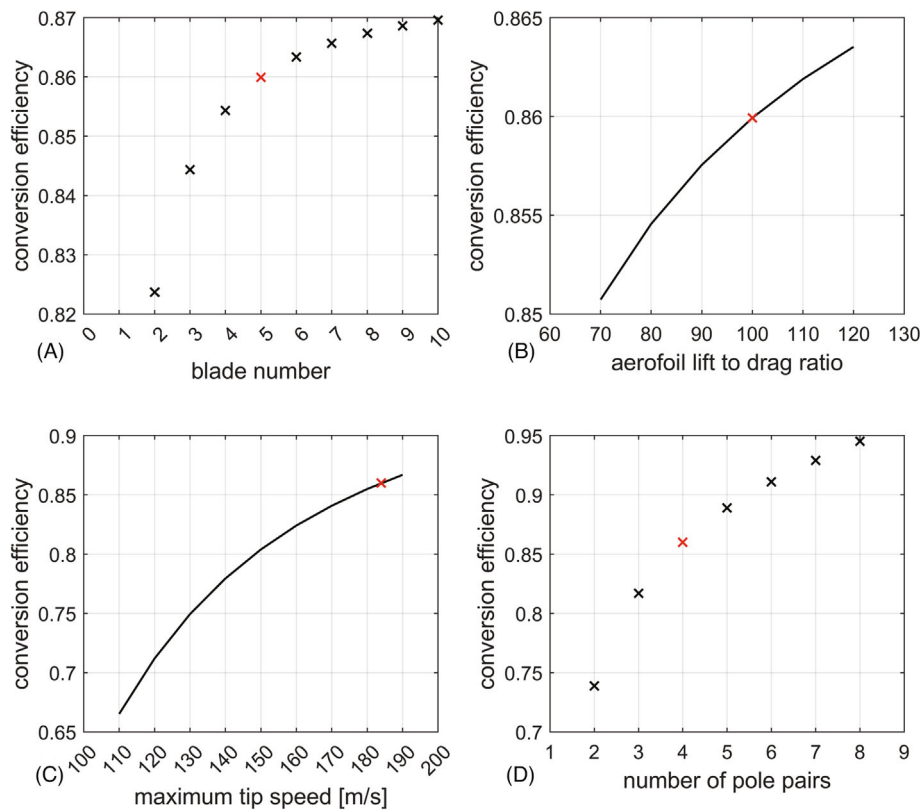 0.87
0.86
0.85
0.84
0.83
0.82
conversion efficiency
0 1 2 3 4 5 6 7 8 9 10
(A)
blade number
0.865
0.86
0.855
0.85
conversion efficiency
60 70 80 90 100 110 120 130
(B)
aerofoil lift to drag ratio
0.9
0.85
0.8
0.75
0.7
0.65
conversion efficiency
100 110 120 130 140 150 160 170 180 190 200
(C)
maximum tip speed [m/s]
0.95
0.9
0.85
0.8
0.75
0.7
conversion efficiency
1 2 3 4 5 6 7 8 9
(D)
number of pole pairs